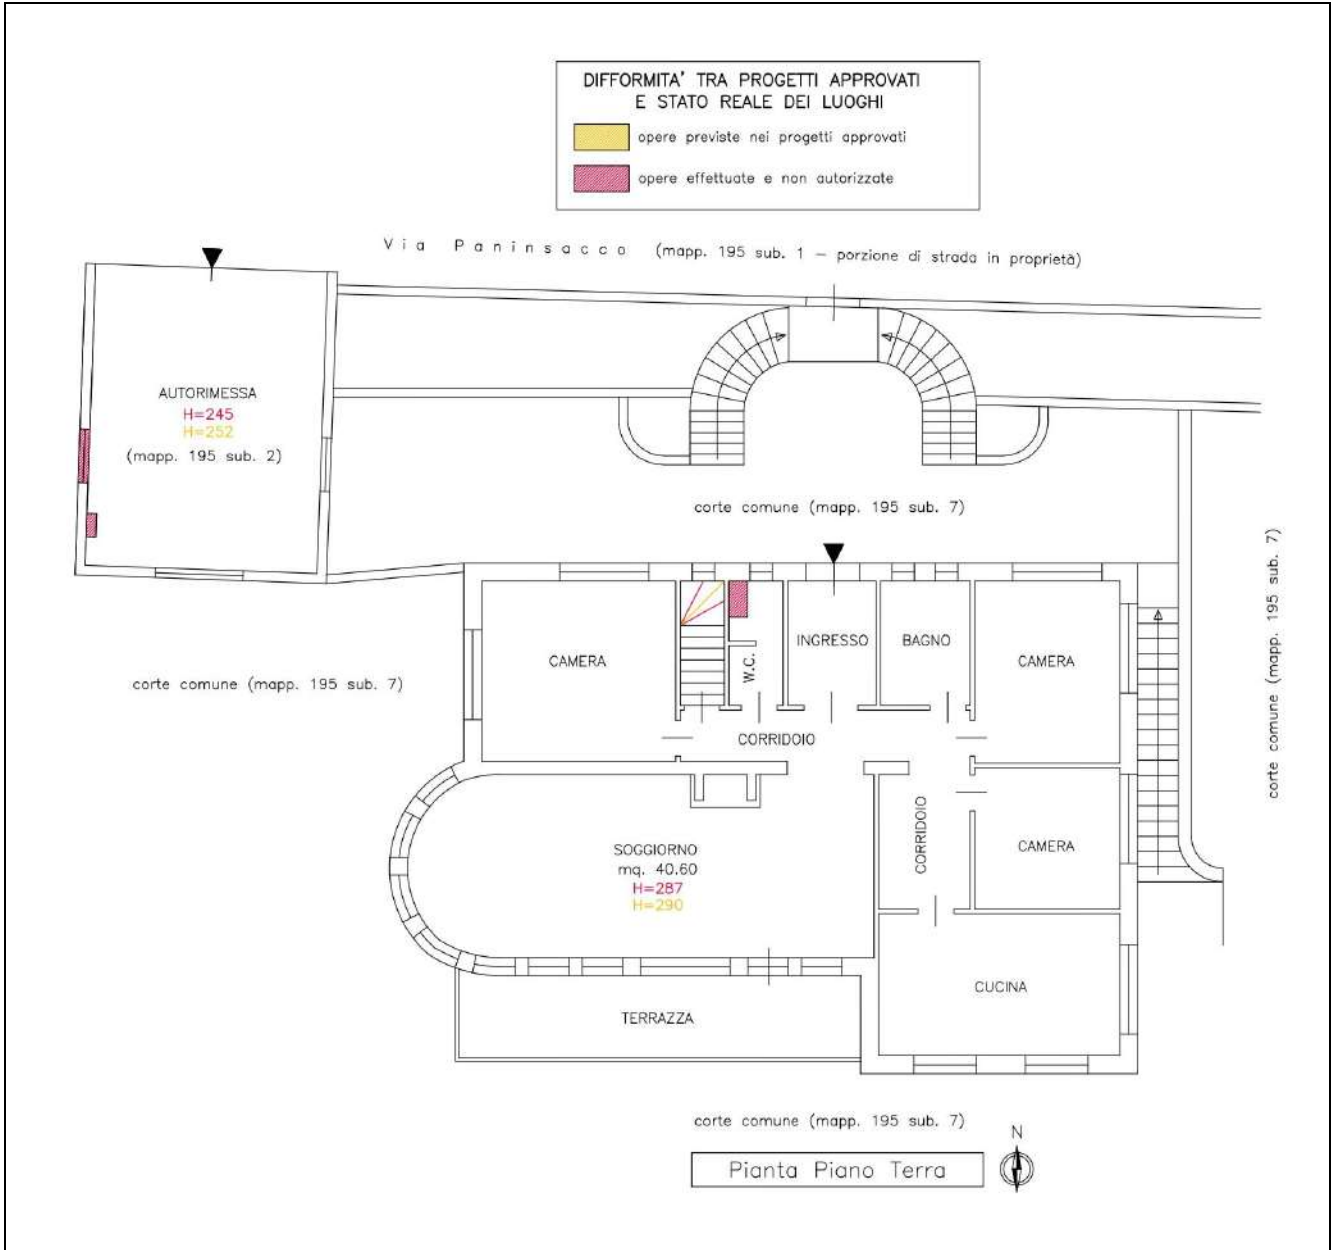 DIFFORMITA' TRA PROGETTI APPROVATI
E STATO REALE DEI LUOGHI
opere previste nei progetti approvati
opere effettuate e non autorizzate
Via Paninsacco (mapp. 195 sub. 1 – porzione di strada in proprietà)
AUTORIMESSA
H=245
H=252
(mapp. 195 sub. 2)
corte comune (mapp. 195 sub. 7)
corte comune (mapp. 195 sub. 7)
CAMERA
W.C.
INGRESSO
BAGNO
CAMERA
corte comune (mapp. 195 sub. 7)
CORRIDOIO
CORRIDOIO
CAMERA
SOGGIORNO
mq. 40.60
H=287
H=290
CUCINA
TERRAZZA
corte comune (mapp. 195 sub. 7)
N
Pianta Piano Terra